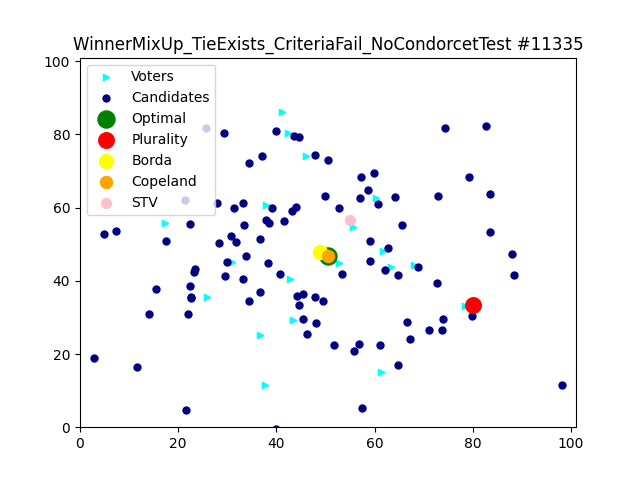 WinnerMixUp_TieExists_CriteriaFail_NoCondorcetTest #11335
100
80
60
40
20
0
0 20 40 60 80 100
Voters
Candidates
Optimal
Plurality
Borda
Copeland
STV